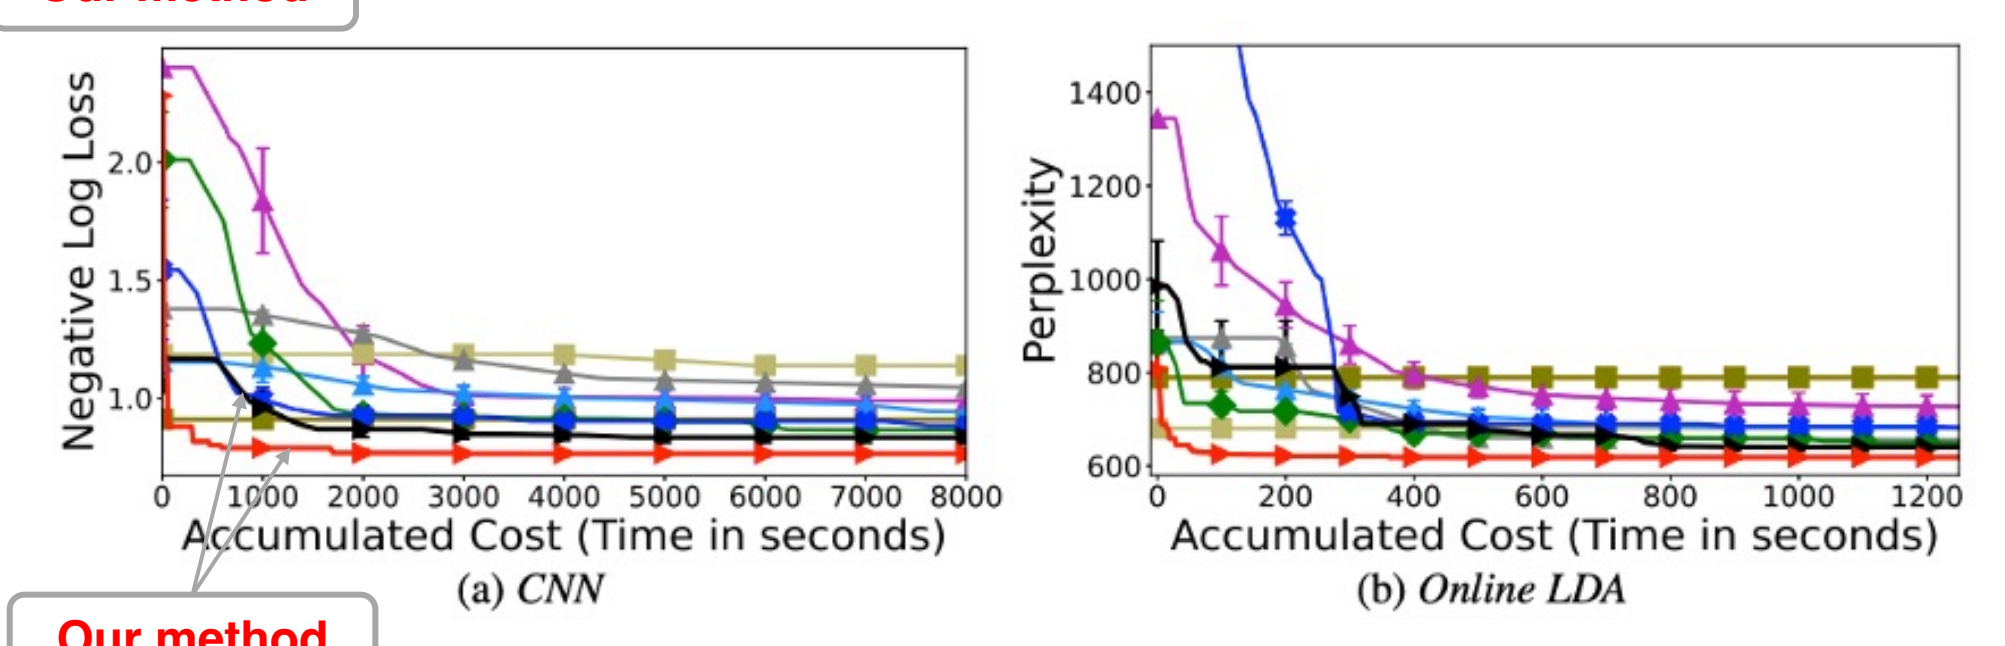 Our method
Negative Log Loss
2.0
1.5
1.0
0 1000 2000 3000 4000 5000 6000 7000 8000
Accumulated Cost (Time in seconds)
(a) CNN
Perplexity
1400
1200
1000
800
600
0 200 400 600 800 1000 1200
Accumulated Cost (Time in seconds)
(b) Online LDA
Our method